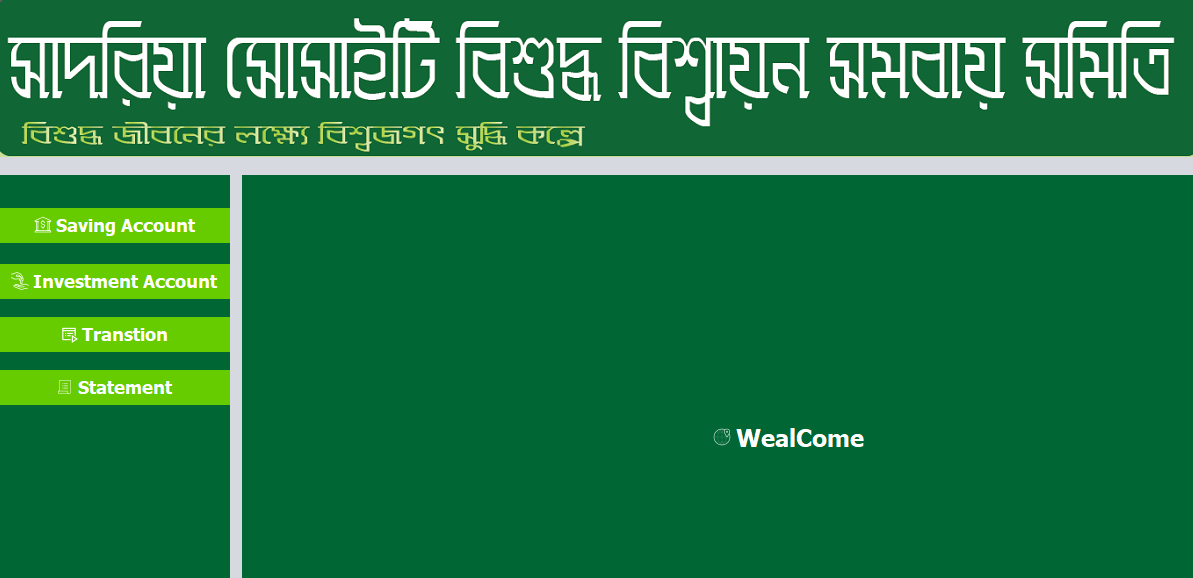 সাদরিয়া সোসাইটি বিশুদ্ধ বিশ্বায়ন সমবায় সমিতি
বিশুদ্ধ জীবনের লক্ষ্যে বিশ্বজগৎ সুদ্ধি কল্পে
Saving Account
Investment Account
Transtion
Statement
WealCome